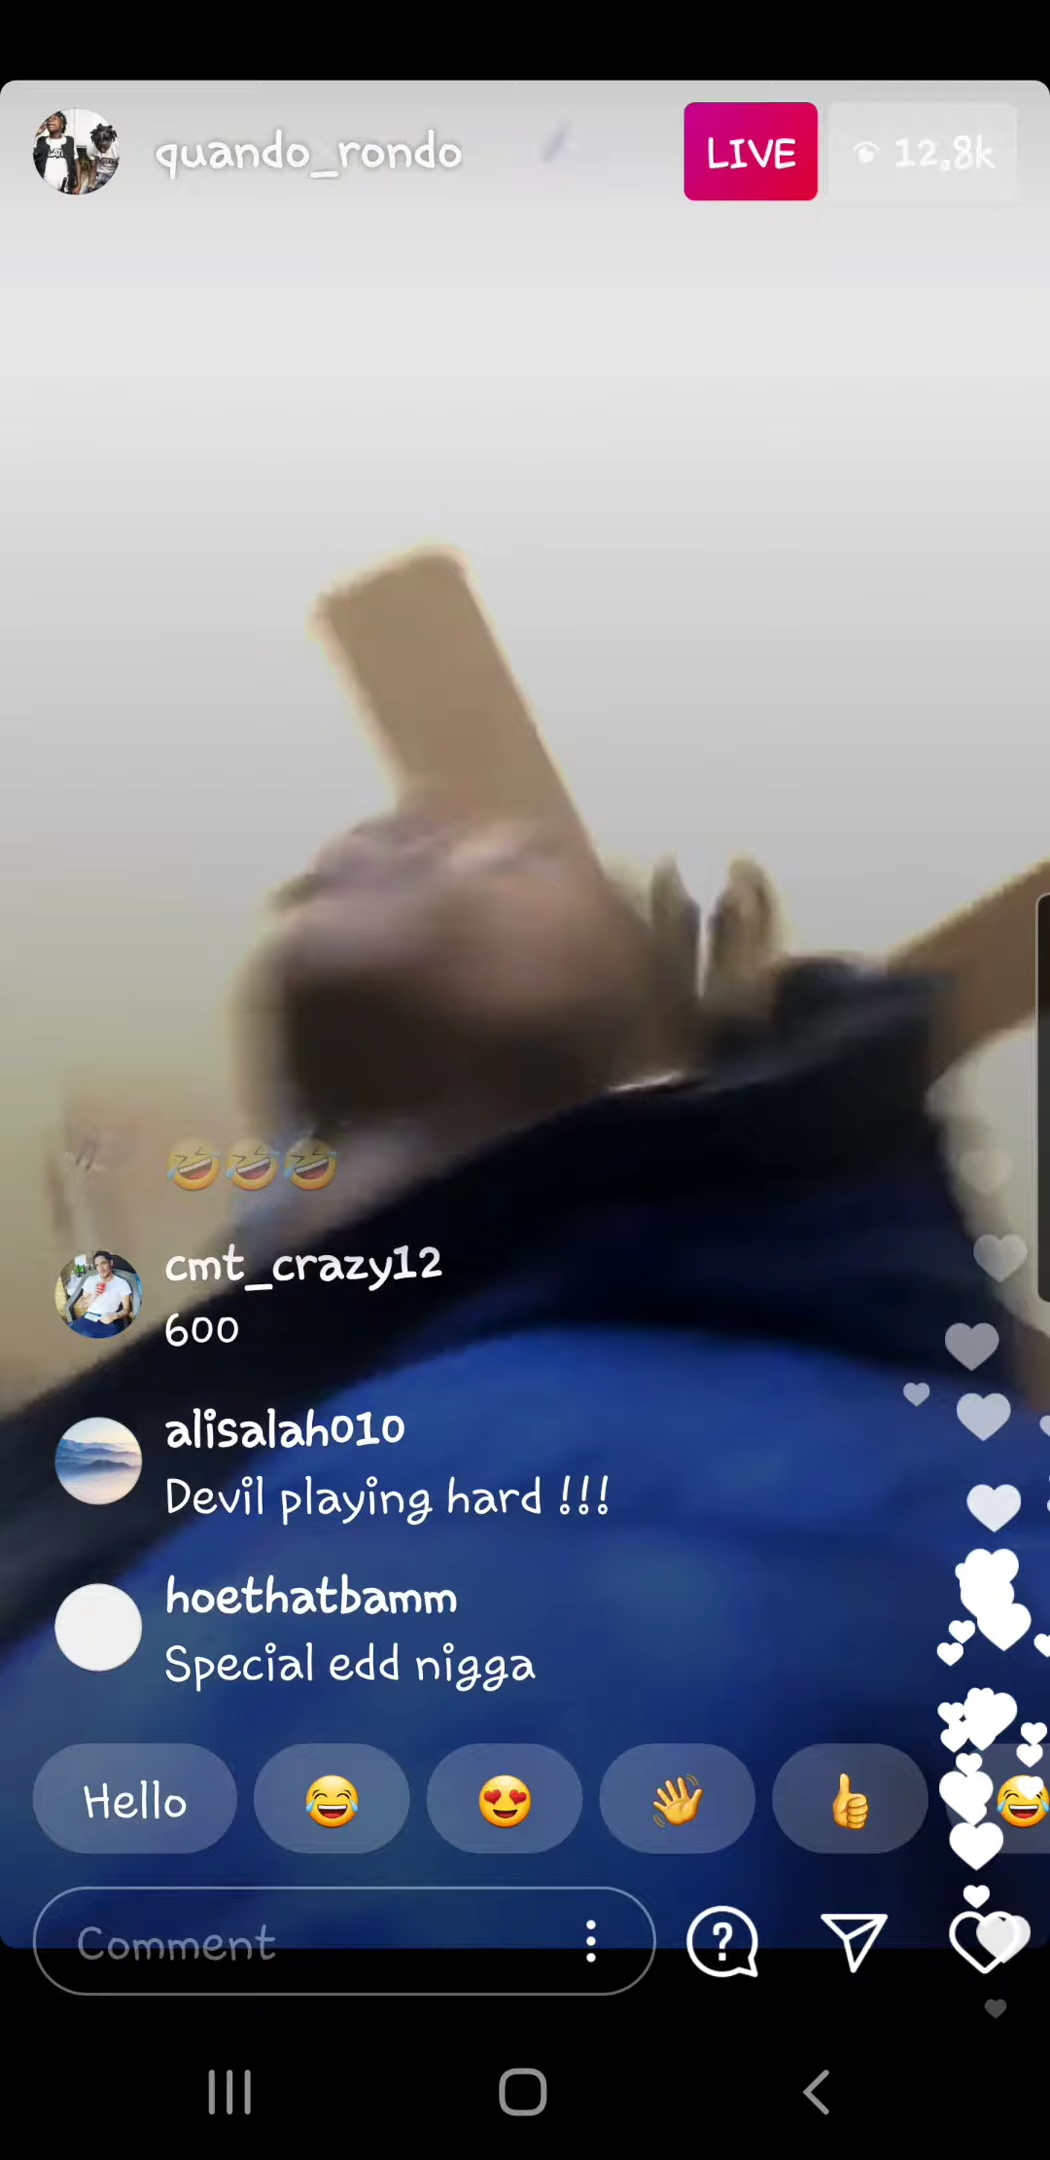 quando_rondo
LIVE
12.8k
🤣🤣🤣
cmt_crazy12
600
alisalah010
Devil playing hard !!!
hoethatbamm
Special edd nigga
Hello
Comment